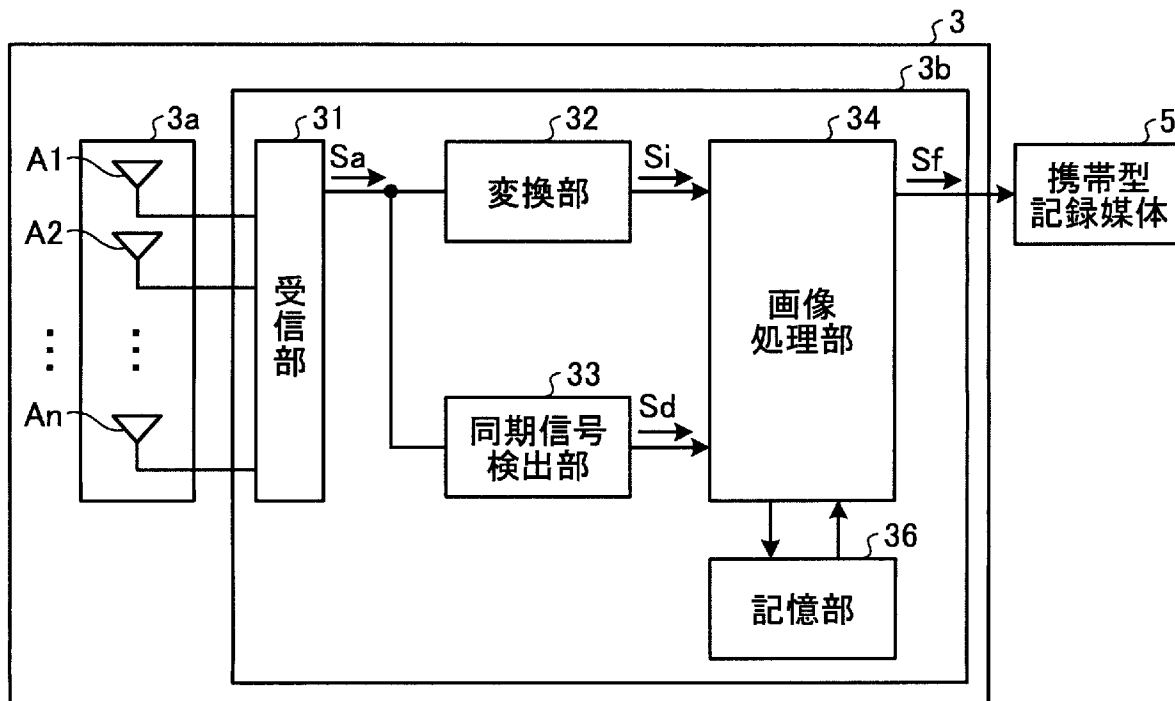 3
3b
3a
31
32
34
5
A1
Sa
Si
Sf
変換部
携帯型
記録媒体
A2
受信部
画像
処理部
⋮ ⋮
33
An
Sd
同期信号
検出部
36
記憶部